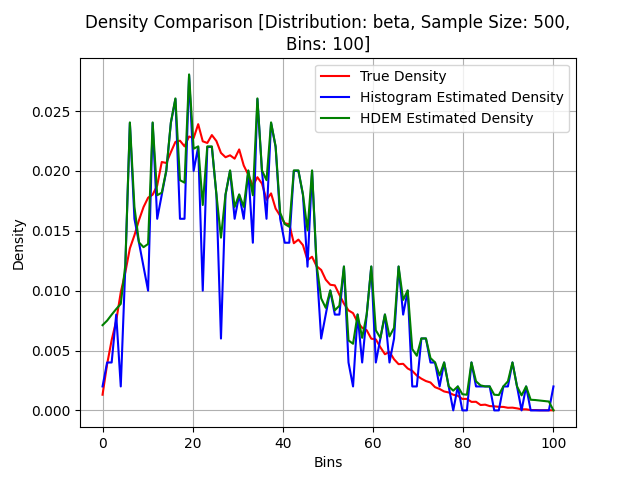 Density Comparison [Distribution: beta, Sample Size: 500,
Bins: 100]
True Density
Histogram Estimated Density
HDEM Estimated Density
Density
0.025
0.020
0.015
0.010
0.005
0.000
0
20
40
60
80
100
Bins